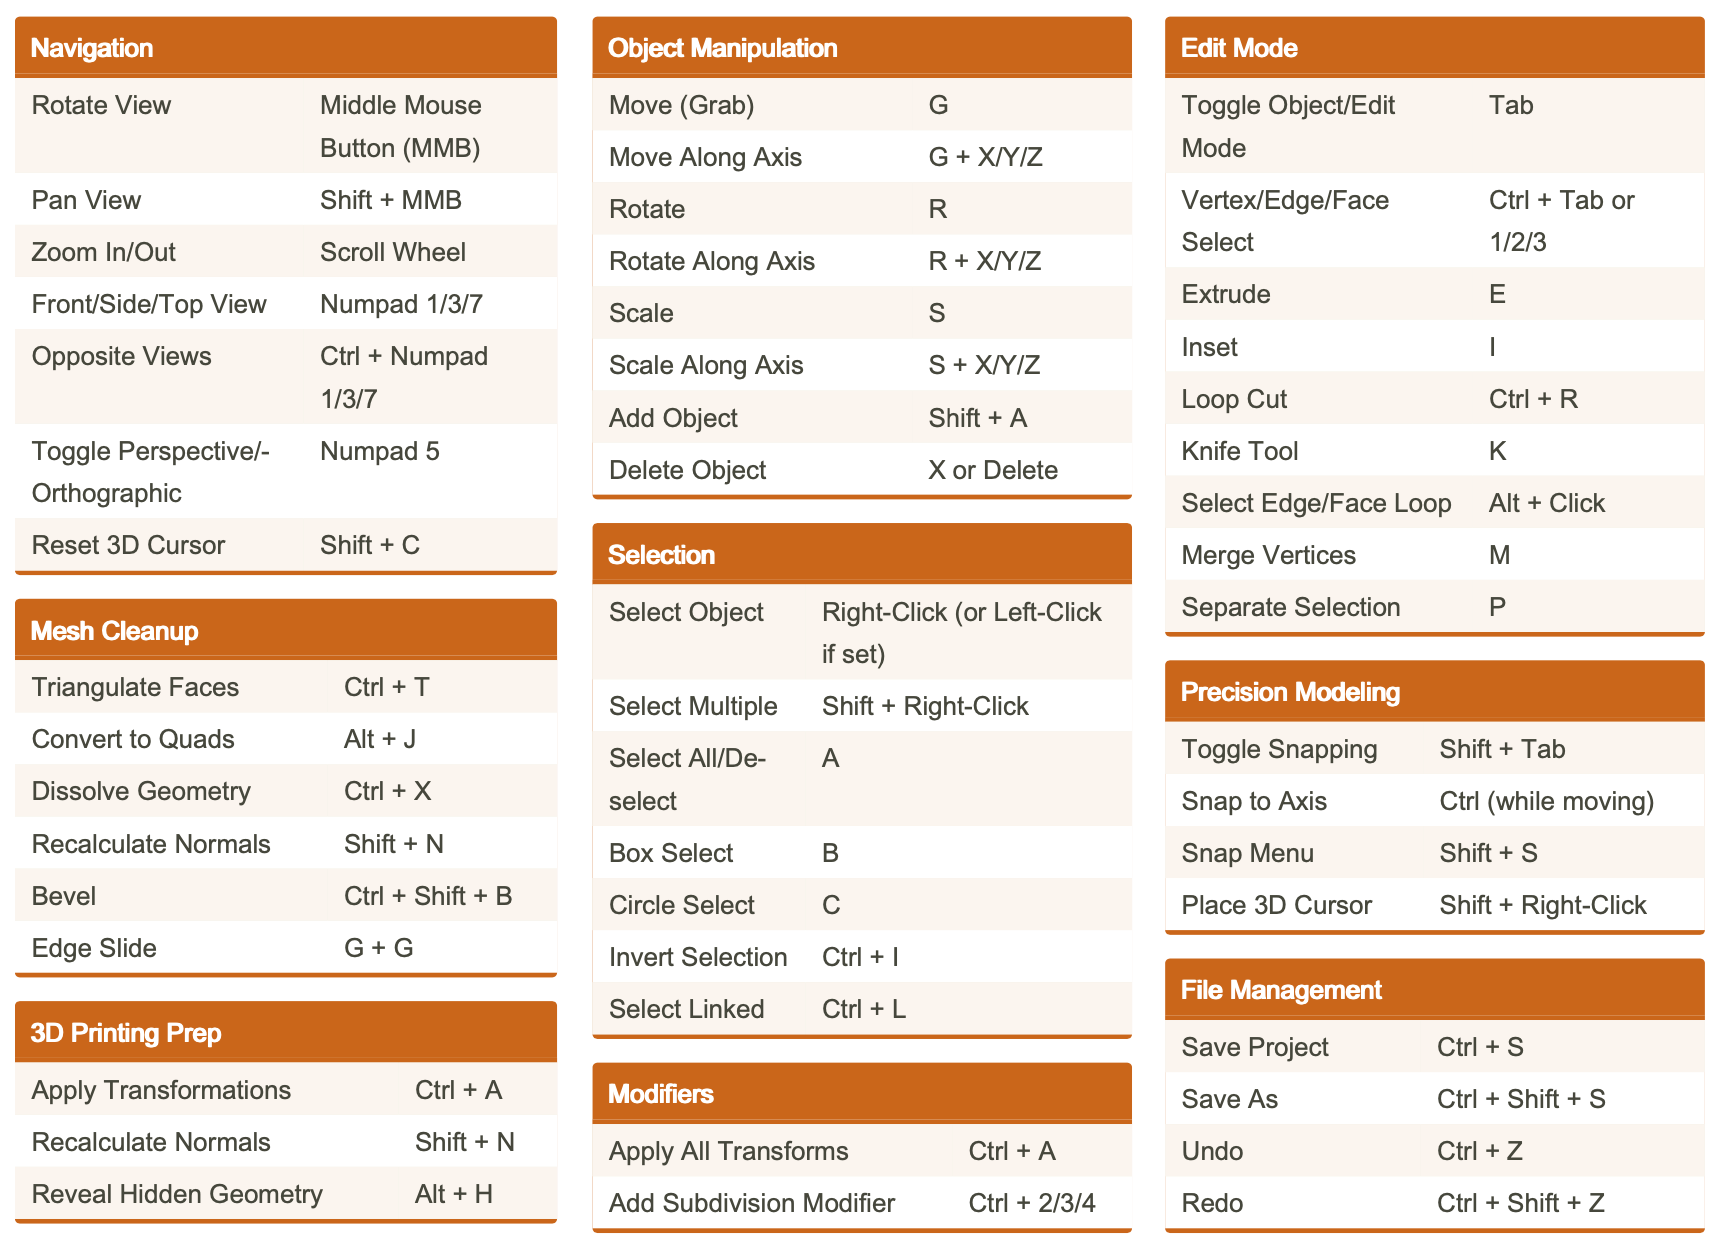 Navigation
Rotate View Middle Mouse
Button (MMB)
Pan View Shift + MMB
Zoom In/Out Scroll Wheel
Front/Side/Top View Numpad 1/3/7
Opposite Views Ctrl + Numpad
1/3/7
Toggle Perspective/- Numpad 5
Orthographic
Reset 3D Cursor Shift + C
Mesh Cleanup
Triangulate Faces Ctrl + T
Convert to Quads Alt + J
Dissolve Geometry Ctrl + X
Recalculate Normals Shift + N
Bevel Ctrl + Shift + B
Edge Slide G + G
3D Printing Prep
Apply Transformations Ctrl + A
Recalculate Normals Shift + N
Reveal Hidden Geometry Alt + H
Object Manipulation
Move (Grab) G
Move Along Axis G + X/Y/Z
Rotate R
Rotate Along Axis R + X/Y/Z
Scale S
Scale Along Axis S + X/Y/Z
Add Object Shift + A
Delete Object X or Delete
Selection
Select Object Right-Click (or Left-Click
if set)
Select Multiple Shift + Right-Click
Select All/De- A
select
Box Select B
Circle Select C
Invert Selection Ctrl + I
Select Linked Ctrl + L
Modifiers
Apply All Transforms Ctrl + A
Add Subdivision Modifier Ctrl + 2/3/4
Edit Mode
Toggle Object/Edit Tab
Mode
Vertex/Edge/Face Ctrl + Tab or
Select 1/2/3
Extrude E
Inset I
Loop Cut Ctrl + R
Knife Tool K
Select Edge/Face Loop Alt + Click
Merge Vertices M
Separate Selection P
Precision Modeling
Toggle Snapping Shift + Tab
Snap to Axis Ctrl (while moving)
Snap Menu Shift + S
Place 3D Cursor Shift + Right-Click
File Management
Save Project Ctrl + S
Save As Ctrl + Shift + S
Undo Ctrl + Z
Redo Ctrl + Shift + Z